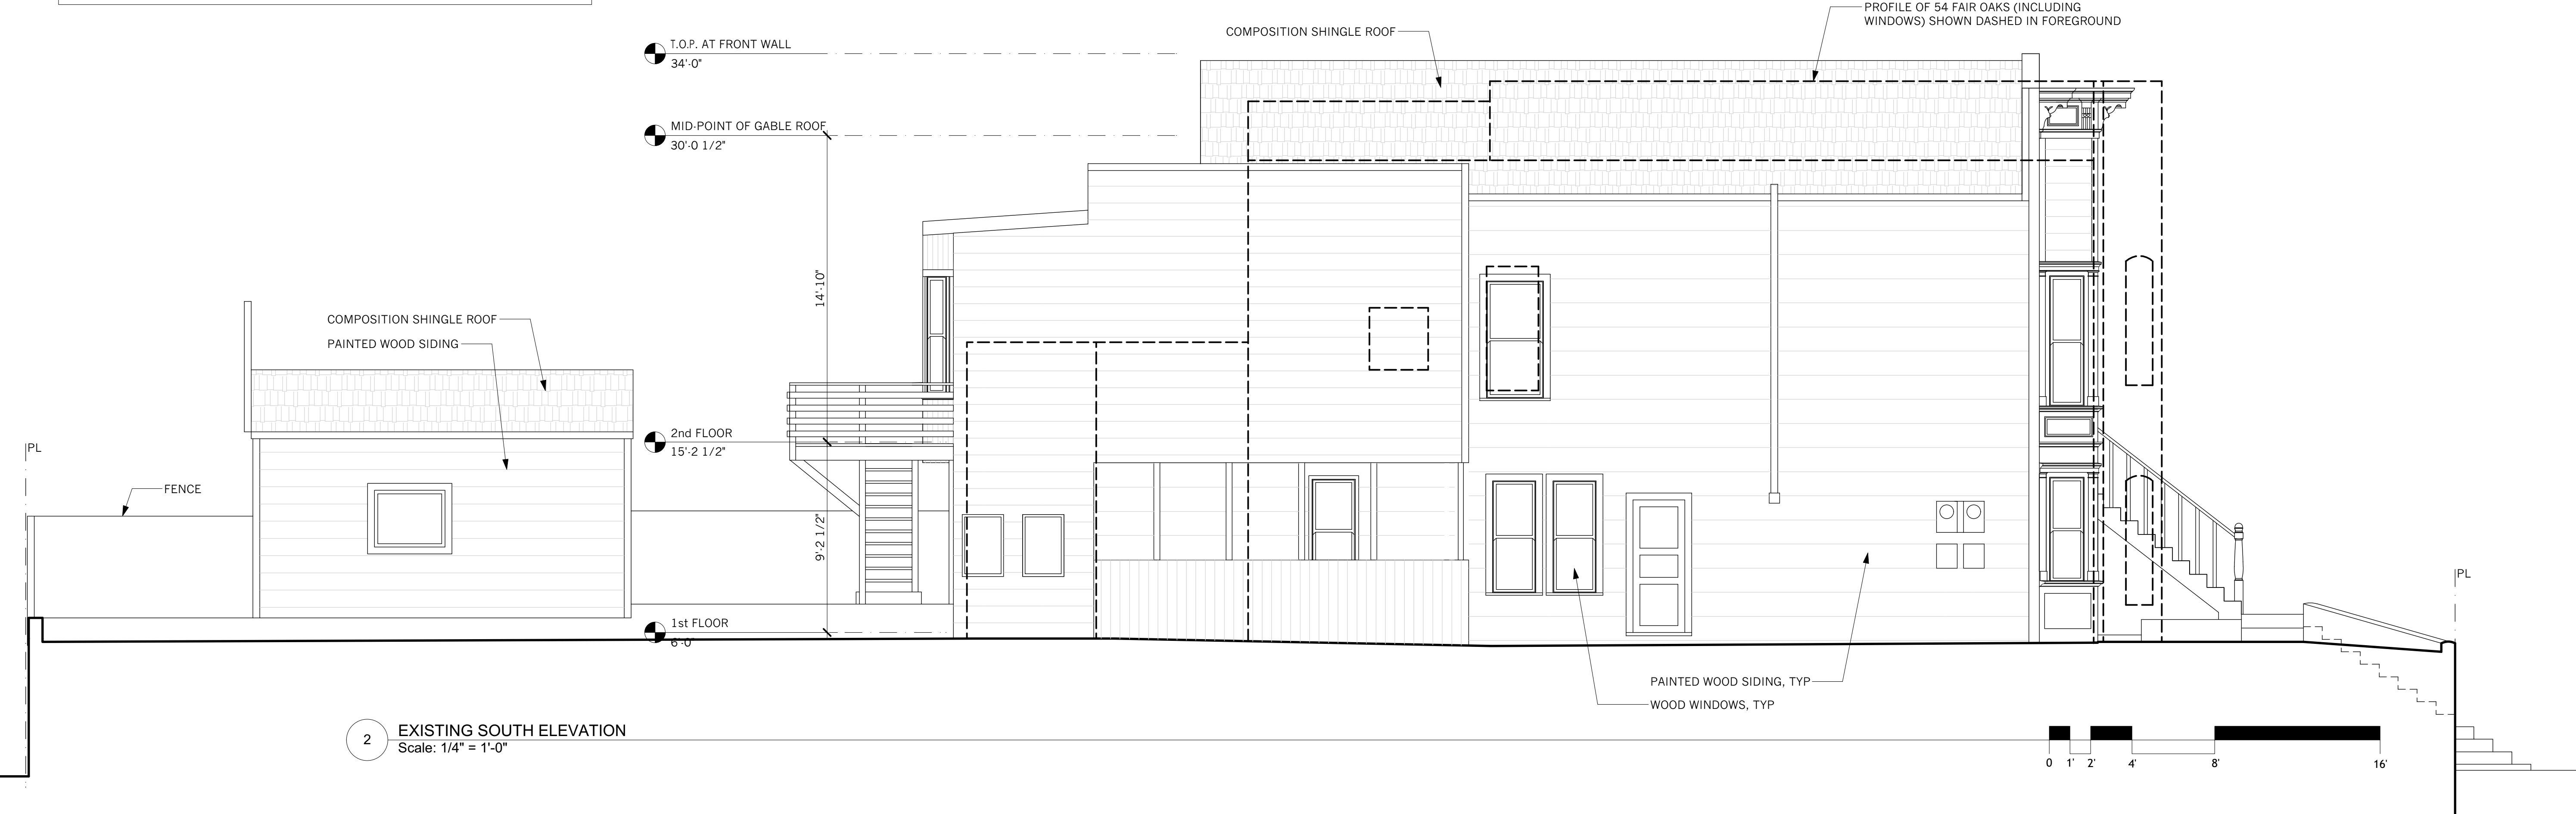 PROFILE OF 54 FAIR OAKS (INCLUDING
WINDOWS) SHOWN DASHED IN FOREGROUND
COMPOSITION SHINGLE ROOF
T.O.P. AT FRONT WALL
34'-0"
MID-POINT OF GABLE ROOF
30'-0 1/2"
14'-10"
COMPOSITION SHINGLE ROOF
PAINTED WOOD SIDING
2nd FLOOR
15'-2 1/2"
PL
FENCE
9'-2 1/2"
PL
1st FLOOR
6'-0"
PAINTED WOOD SIDING, TYP
WOOD WINDOWS, TYP
2
EXISTING SOUTH ELEVATION
Scale: 1/4" = 1'-0"
0 1' 2' 4' 8' 16'